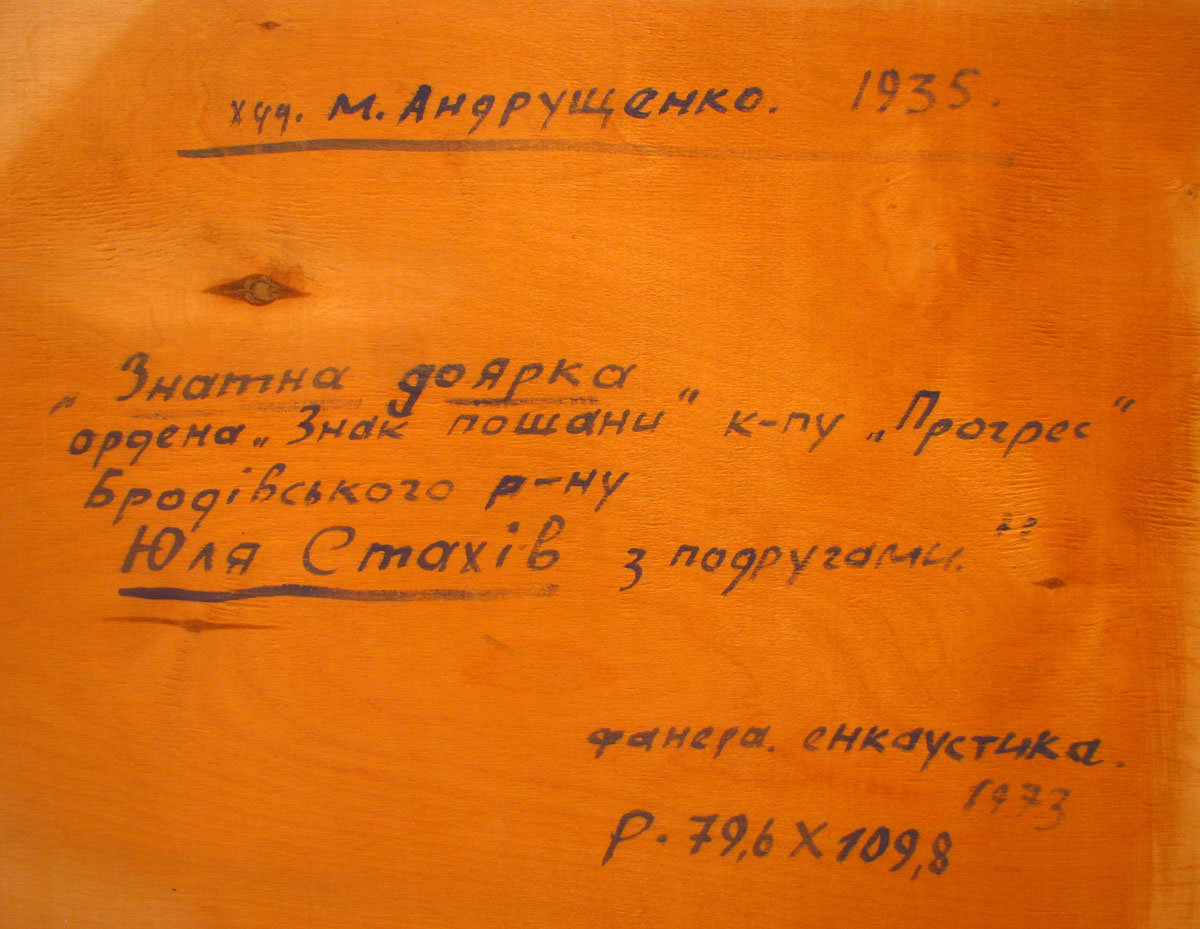 худ. М. Андрущенко. 1935.
„Знатна доярка
ордена „Знак пошани" к-пу „Прогрес"
Бродівського р-ну
Юля Стахів з подругами."
фанера. енкаустика.
1973
Р. 79,6 X 109,8